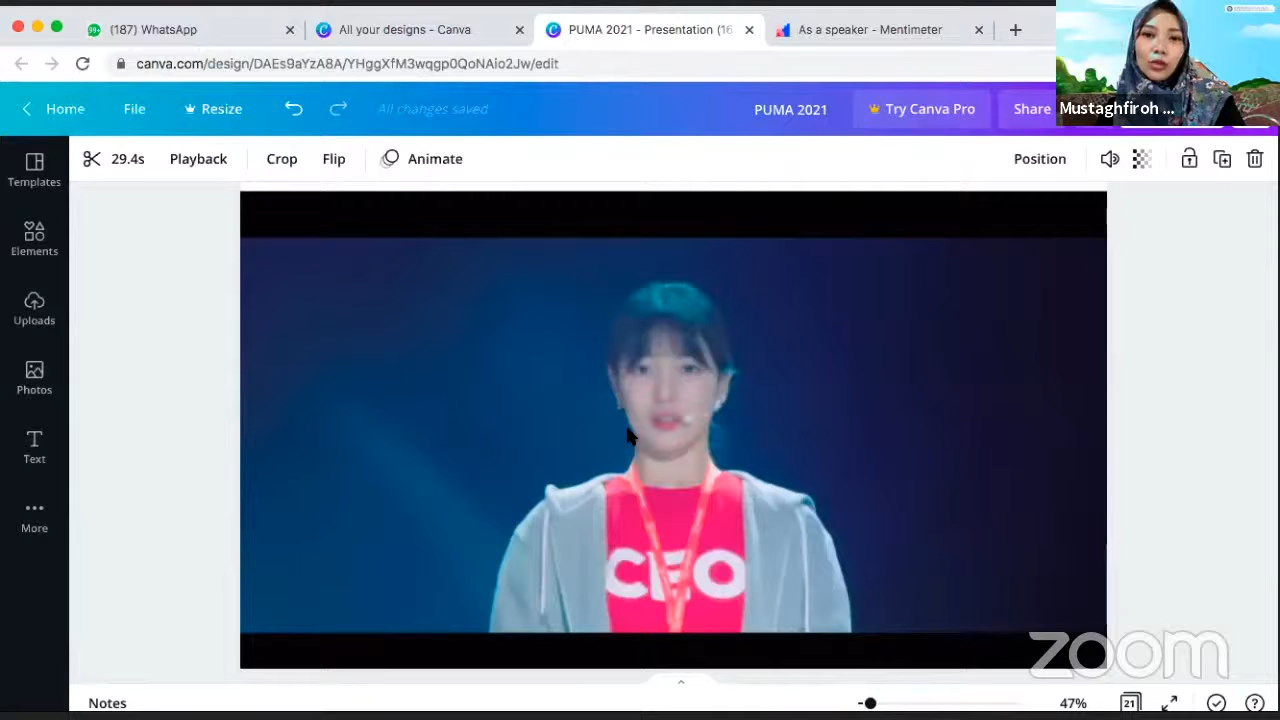 (187) WhatsApp
All your designs - Canva
PUMA 2021 - Presentation (16
As a speaker - Mentimeter
canva.com/design/DAEs9aYzA8A/YHggXfM3wqgp0QoNAio2Jw/edit
Home
File
Resize
All changes saved
PUMA 2021
Try Canva Pro
Share
Mustaghfiroh ...
29.4s
Playback
Crop
Flip
Animate
Position
Templates
Elements
Uploads
Photos
Text
More
CEO
zoom
Notes
47%
21